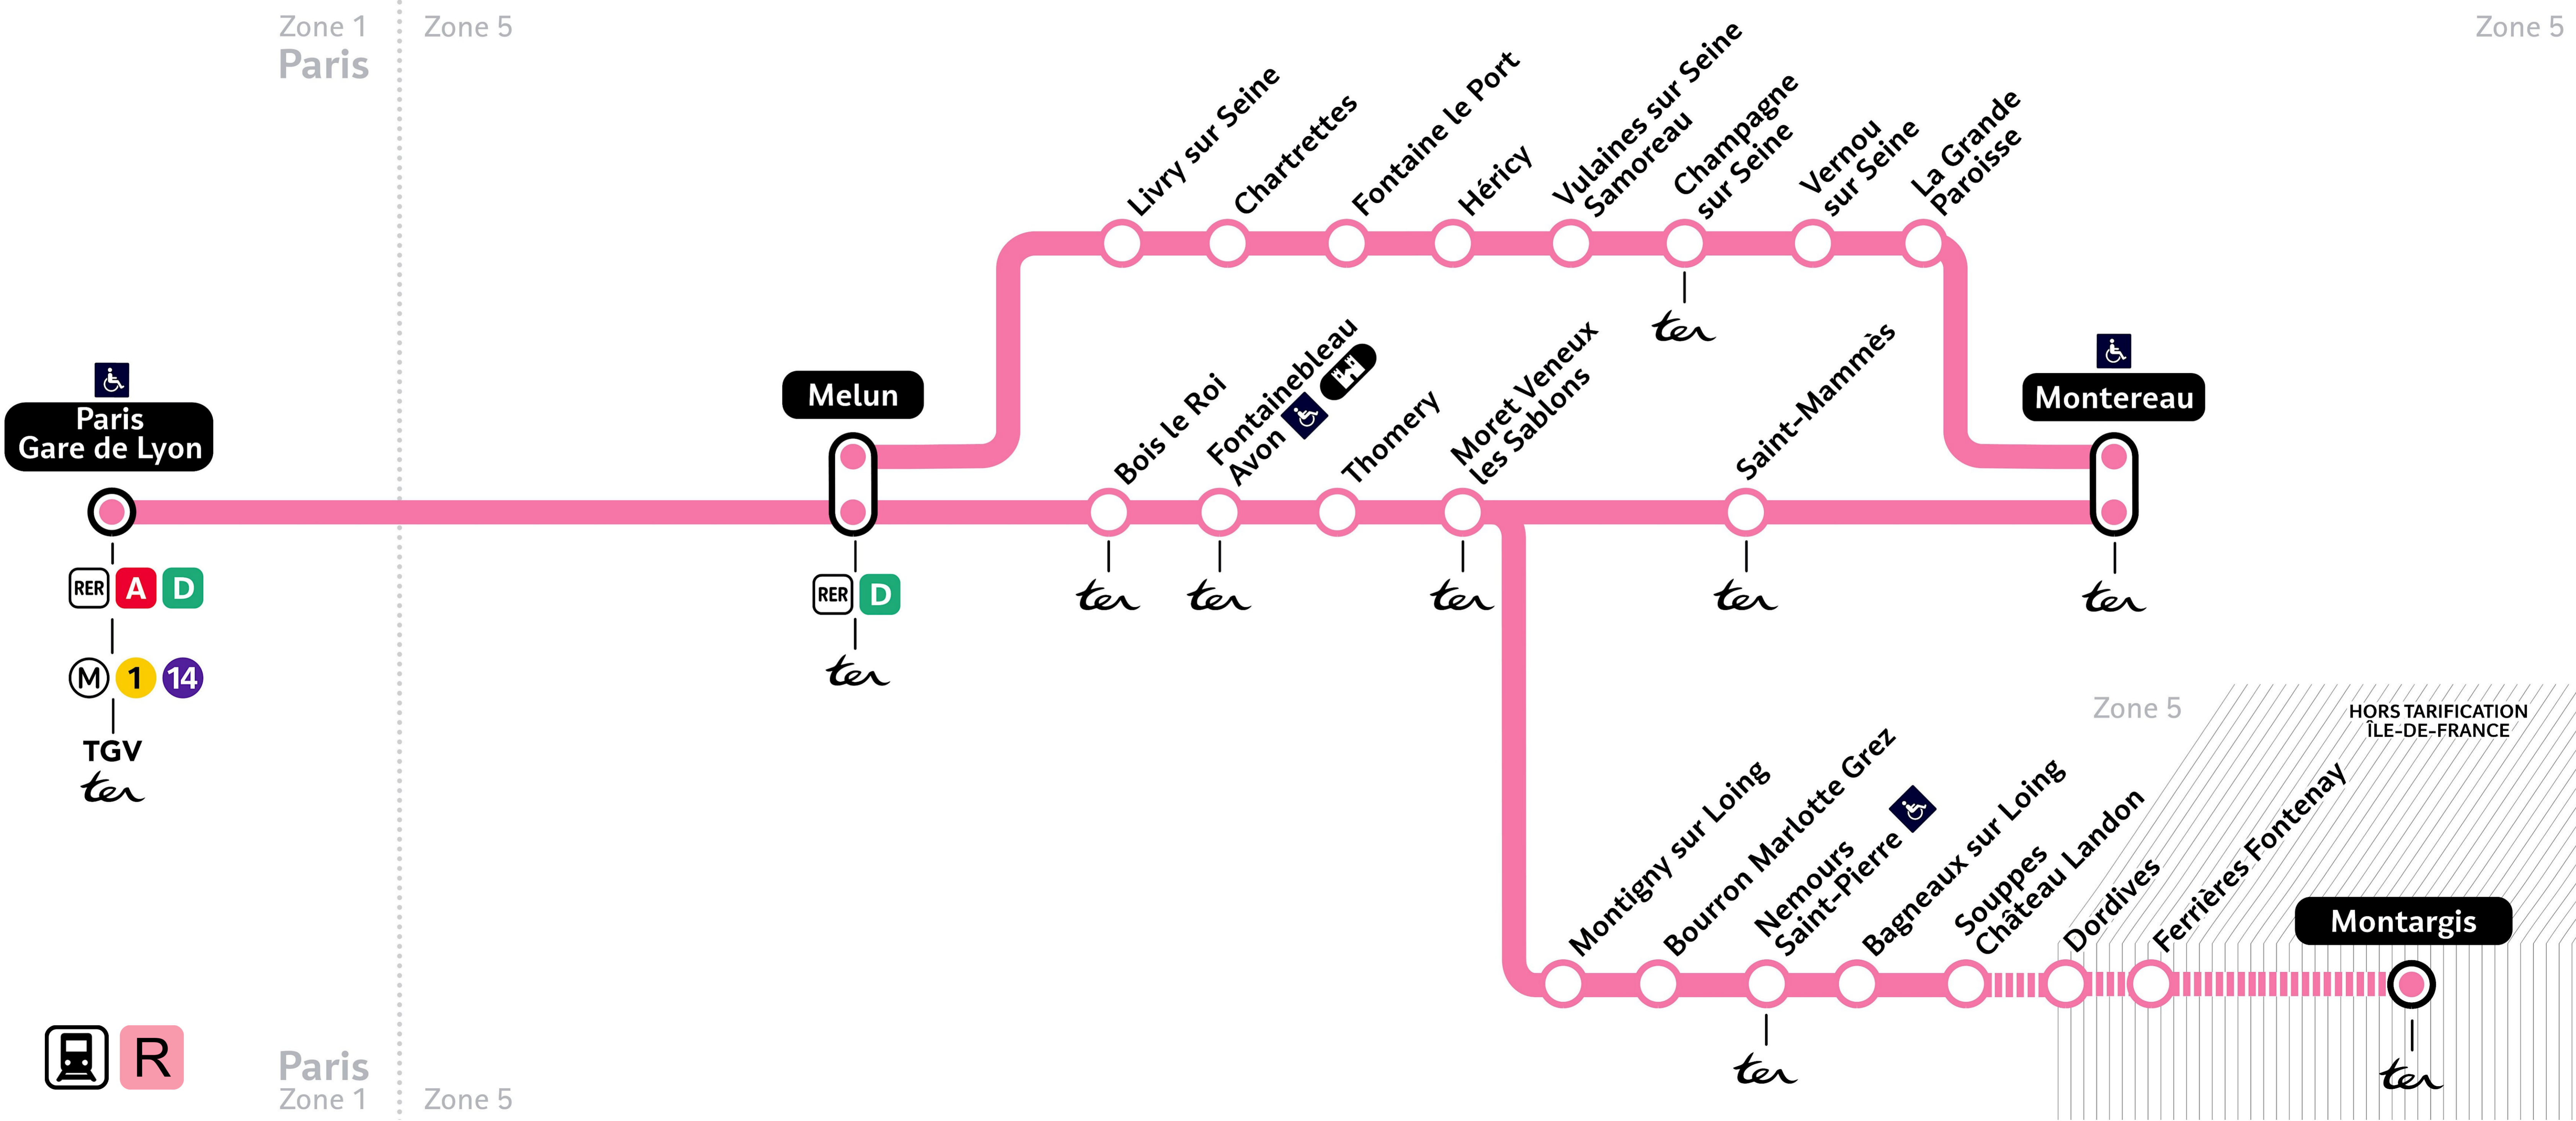 Zone 1
Paris
Zone 5
Zone 5
Livry sur Seine
Chartrettes
Fontaine le Port
Héricy
Vulaines sur Seine
Samoreau
Champagne
sur Seine
Vernou
sur Seine
La Grande
Paroisse
ter
Paris
Gare de Lyon
Melun
Bois le Roi
Fontainebleau
Avon
Thomery
Moret Veneux
les Sablons
Saint-Mammès
Montereau
RER A D
M 1 14
TGV
ter
RER D
ter
ter
ter
ter
ter
ter
Zone 5
HORS TARIFICATION
ÎLE-DE-FRANCE
Montigny sur Loing
Bourron Marlotte Grez
Nemours
Saint-Pierre
Bagneaux sur Loing
Souppes
Château Landon
Dordives
Ferrières Fontenay
Montargis
ter
ter
R
Paris
Zone 1
Zone 5